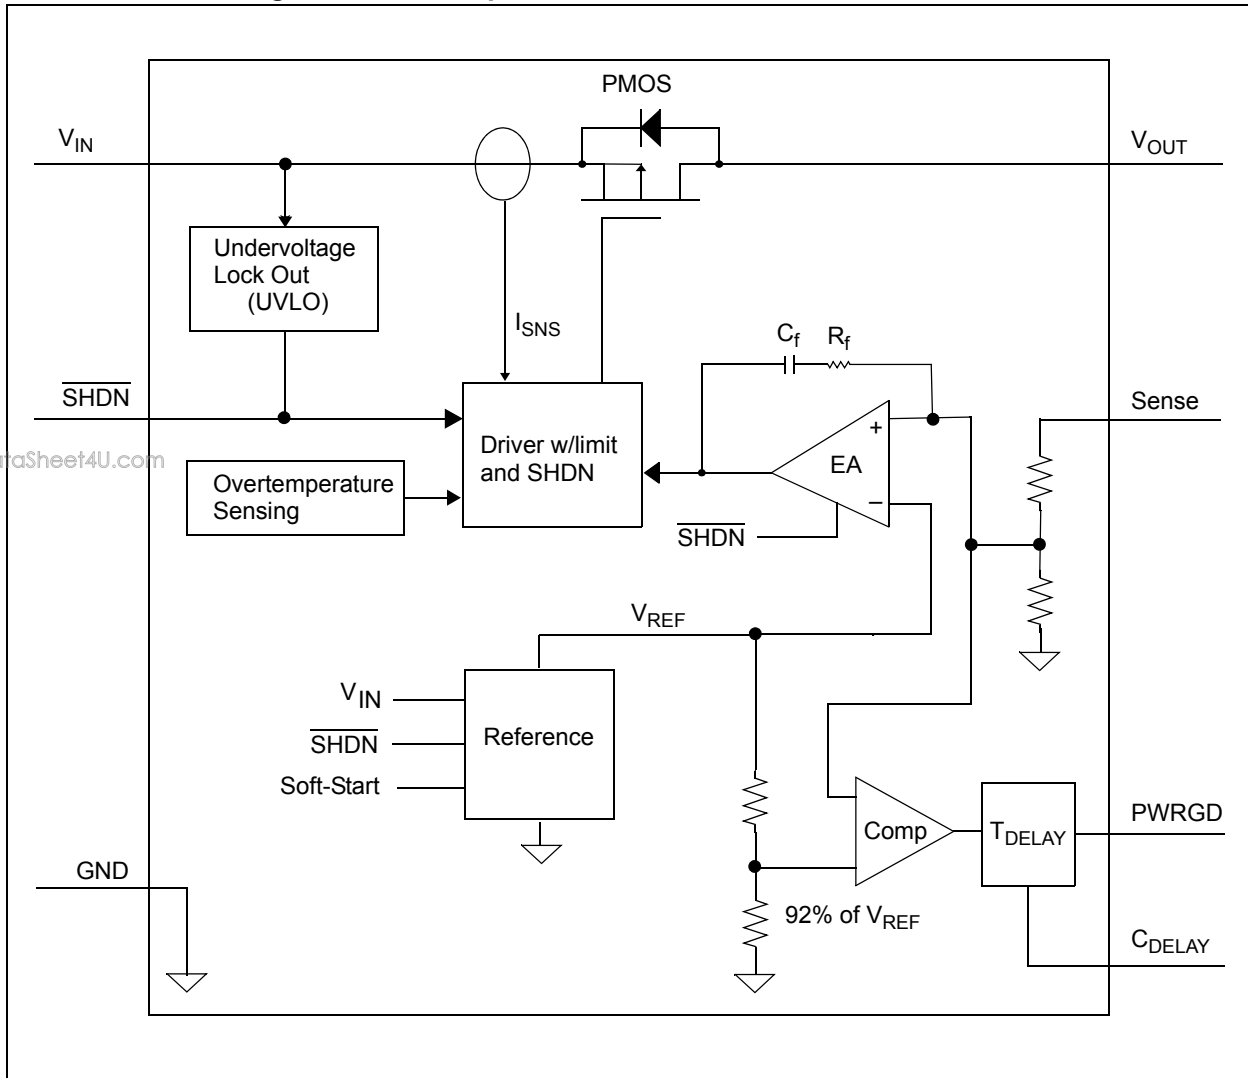 PMOS
VIN
VOUT
Undervoltage
Lock Out
(UVLO)
ISNS
Cf
Rf
SHDN
Sense
+
Driver w/limit
and SHDN
EA
taSheet4U.com
Overtemperature
Sensing
−
SHDN
VREF
VIN
SHDN
Reference
Soft-Start
PWRGD
Comp
TDELAY
GND
92% of VREF
CDELAY